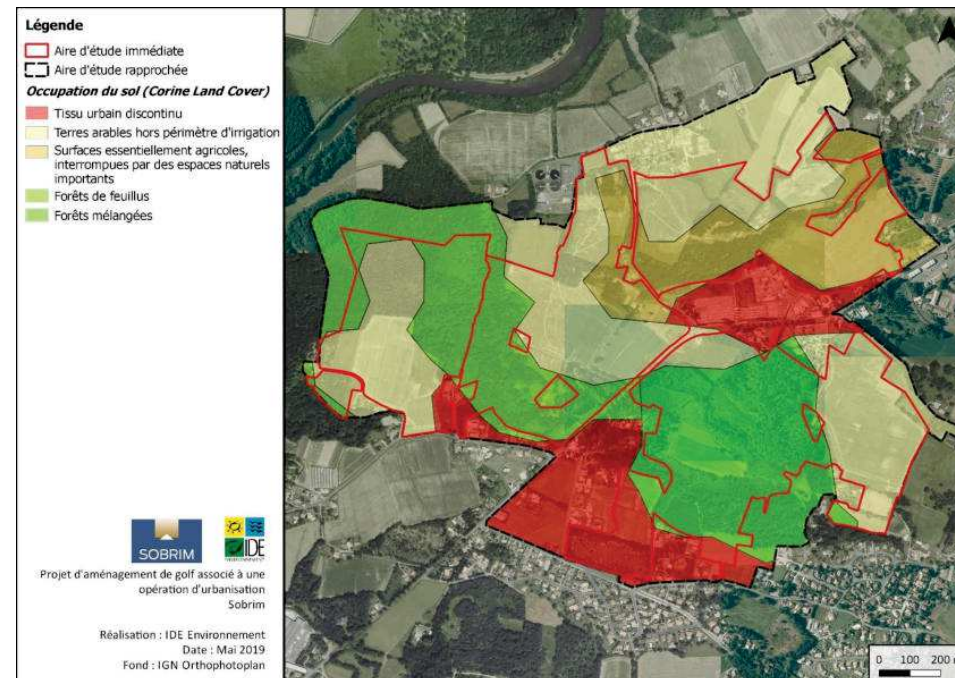 Légende
Aire d'étude immédiate
Aire d'étude rapprochée
Occupation du sol (Corine Land Cover)
Tissu urbain discontinu
Terres arables hors périmètre d'irrigation
Surfaces essentiellement agricoles,
interrompues par des espaces naturels
importants
Forêts de feuillus
Forêts mélangées
SOBRIM
IDE
Projet d'aménagement de golf associé à une
opération d'urbanisation
Sobrim
Réalisation : IDE Environnement
Date : Mai 2019
Fond : IGN Orthophotoplan
0 100 200